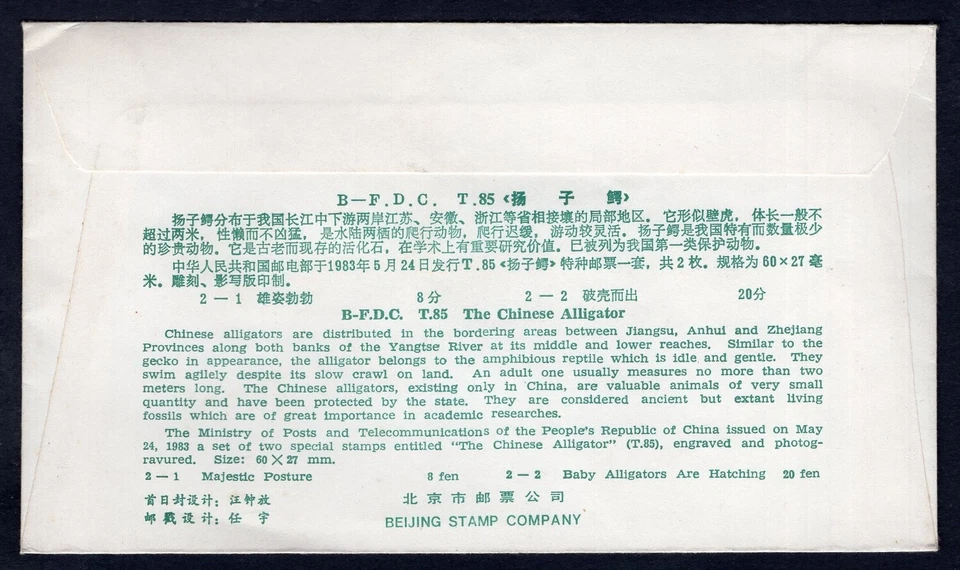 B—F.D.C. T.85《扬子鳄》
扬子鳄分布于我国长江中下游两岸江苏、安徽、浙江等省相接壤的局部地区。它形似壁虎，体长一般不
超过两米，性懒而不凶猛，是水陆两栖的爬行动物，爬行迟缓，游动较灵活。扬子鳄是我国特有而数量极少
的珍贵动物。它是古老而现存的活化石，在学术上有重要研究价值。已被列为我国第一类保护动物。
中华人民共和国邮电部于1983年5月24日发行T.85《扬子鳄》特种邮票一套，共2枚。规格为60×27毫
米。雕刻、影写版印制。
2—1 雄姿勃勃 8分 2—2 破壳而出 20分
B-F.D.C. T.85 The Chinese Alligator
Chinese alligators are distributed in the bordering areas between Jiangsu, Anhui and Zhejiang
Provinces along both banks of the Yangtse River at its middle and lower reaches. Similar to the
gecko in appearance, the alligator belongs to the amphibious reptile which is idle and gentle. They
swim agilely despite its slow crawl on land. An adult one usually measures no more than two
meters long. The Chinese alligators, existing only in China, are valuable animals of very small
quantity and have been protected by the state. They are considered ancient but extant living
fossils which are of great importance in academic researches.
The Ministry of Posts and Telecommunications of the People's Republic of China issued on May
24, 1983 a set of two special stamps entitled "The Chinese Alligator" (T.85), engraved and photog-
ravured. Size: 60×27 mm.
2—1 Majestic Posture 8 fen 2—2 Baby Alligators Are Hatching 20 fen
首日封设计：汪钟放
邮戳设计：任宇
北京市邮票公司
BEIJING STAMP COMPANY